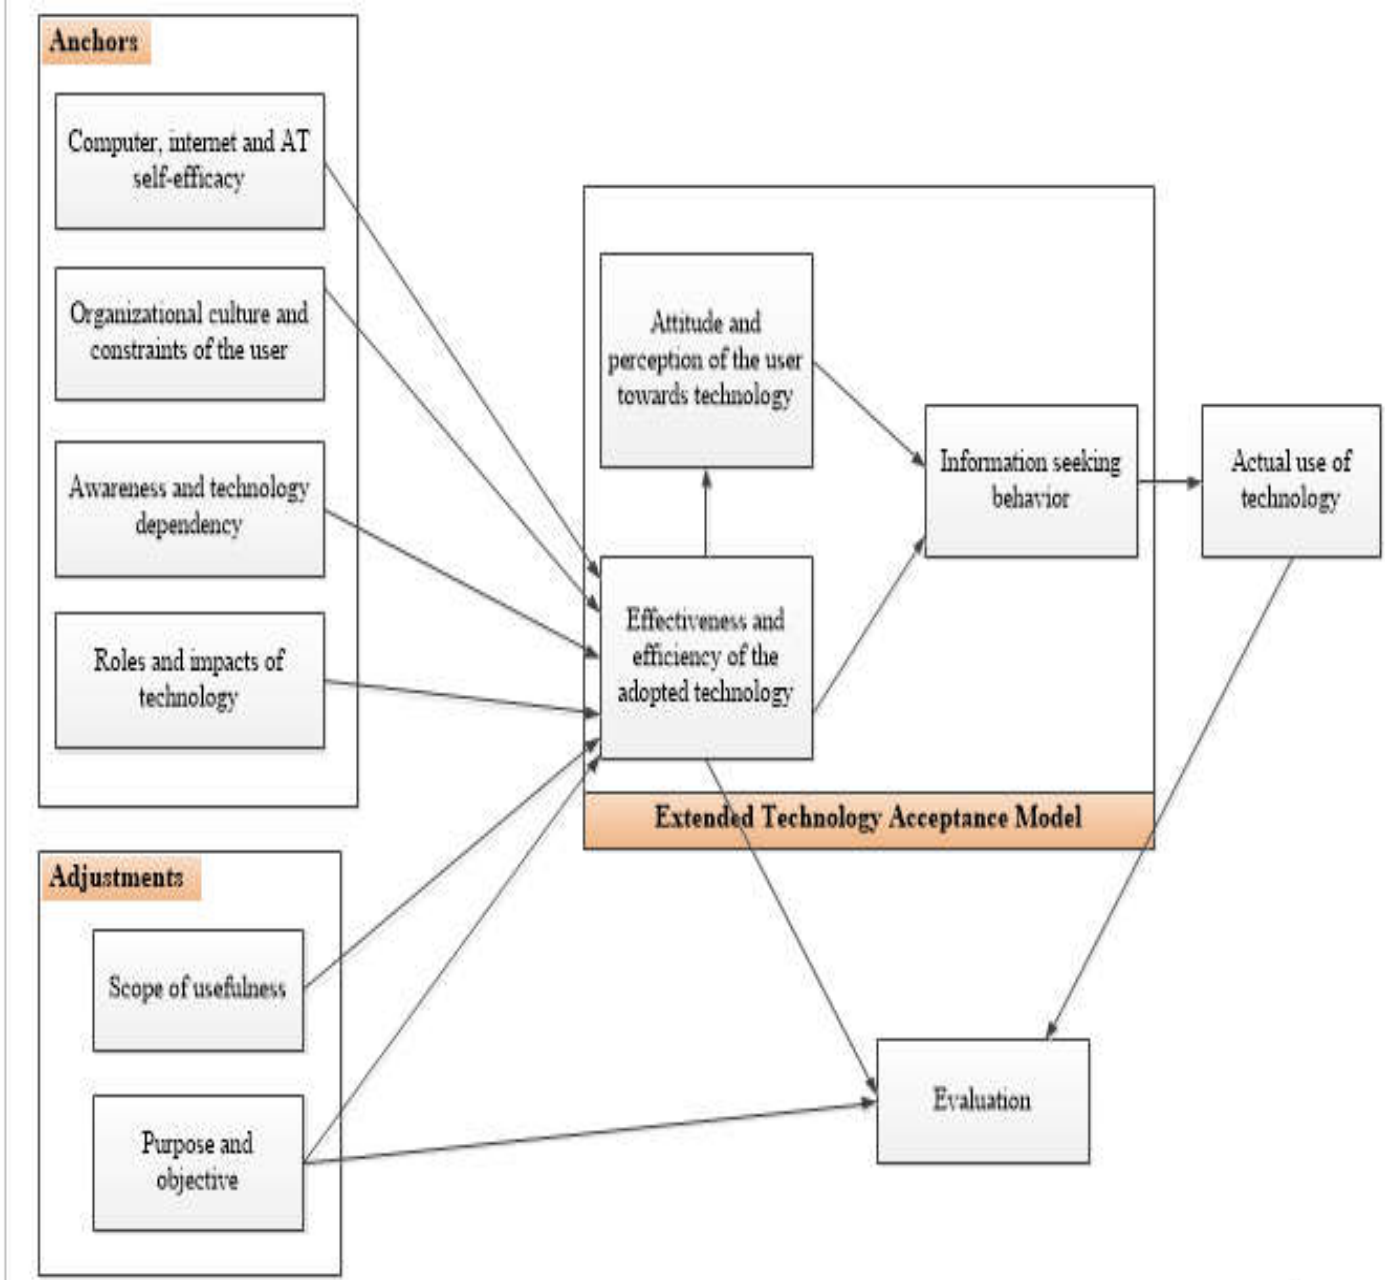 Anchors
Computer, internet and AT
self-efficacy
Organizational culture and
constraints of the user
Awareness and technology
dependency
Roles and impacts of
technology
Adjustments
Scope of usefulness
Purpose and
objective
Attitude and
perception of the user
towards technology
Effectiveness and
efficiency of the
adopted technology
Information seeking
behavior
Extended Technology Acceptance Model
Actual use of
technology
Evaluation